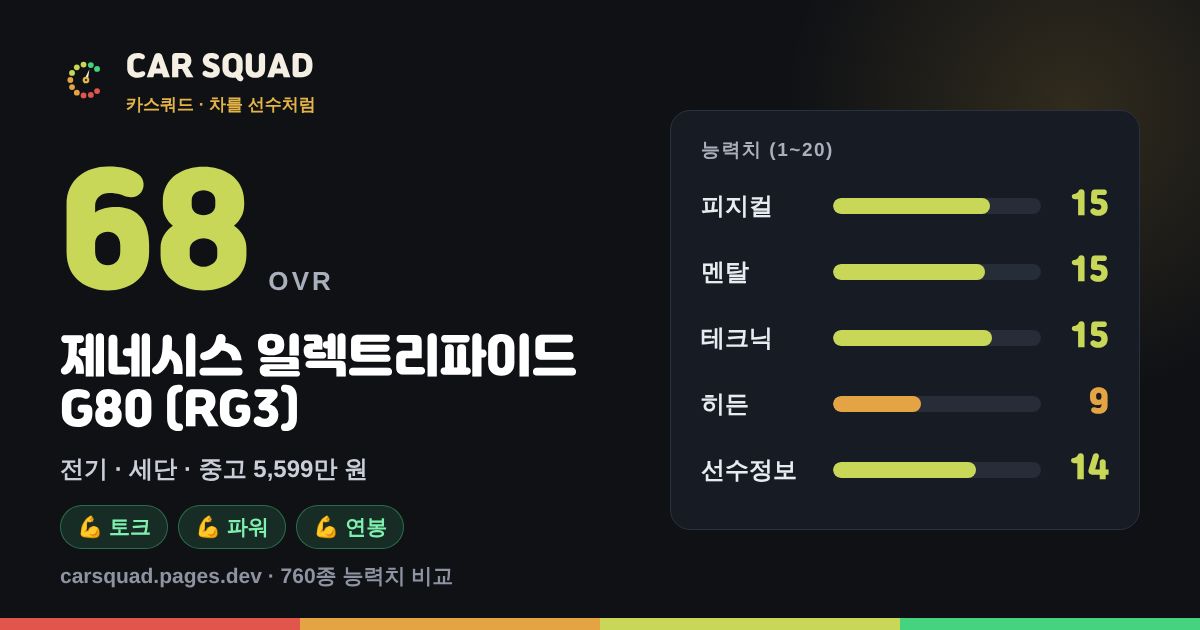 CAR SQUAD
카스쿼드 · 차를 선수처럼
68 OVR
제네시스 일렉트리파이드
G80 (RG3)
전기 · 세단 · 중고 5,599만 원
💪 토크 💪 파워 💪 연봉
carsquad.pages.dev · 760종 능력치 비교
능력치 (1~20)
피지컬 15
멘탈 15
테크닉 15
히든 9
선수정보 14